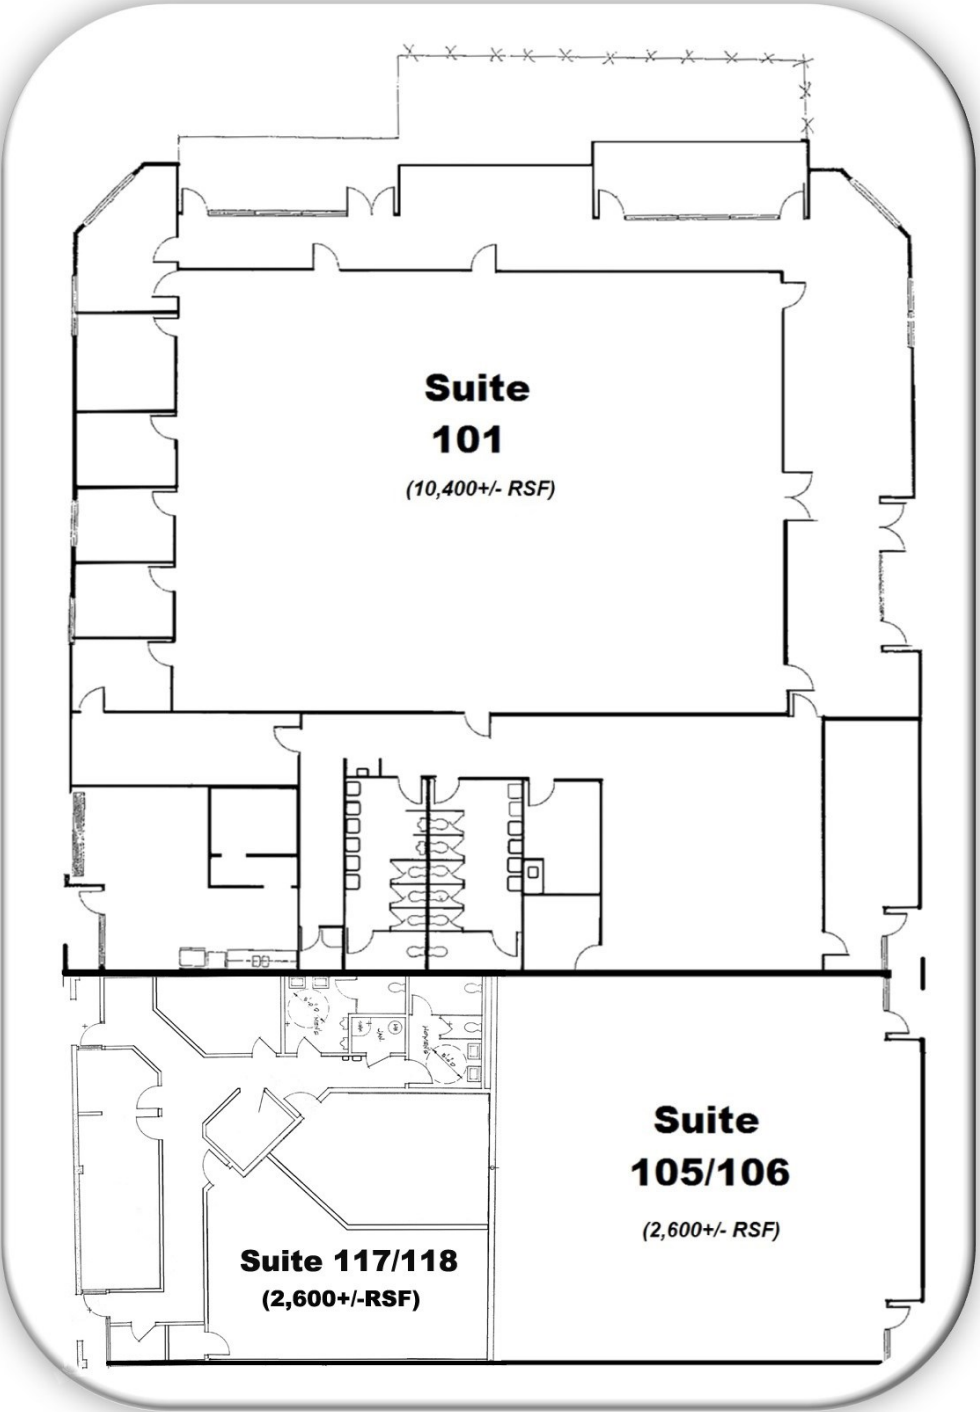 Suite
101
(10,400+/- RSF)
Suite
105/106
(2,600+/- RSF)
Suite 117/118
(2,600+/-RSF)